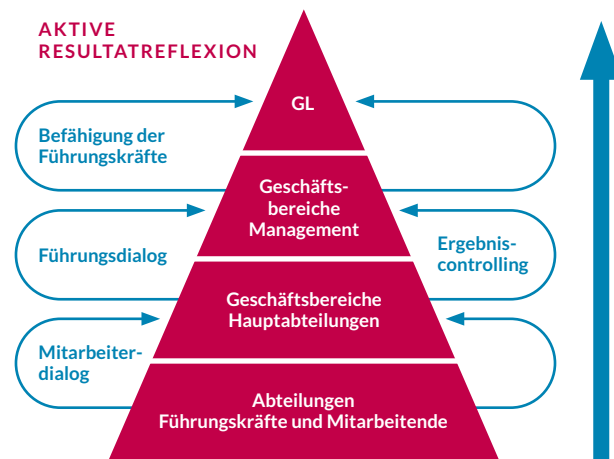 AKTIVE
RESULTATREFLEXION
GL
Befähigung der
Führungskräfte
Geschäfts-
bereiche
Management
Führungsdialog
Ergebnis-
controlling
Geschäftsbereiche
Hauptabteilungen
Mitarbeiter-
dialog
Abteilungen
Führungskräfte und Mitarbeitende